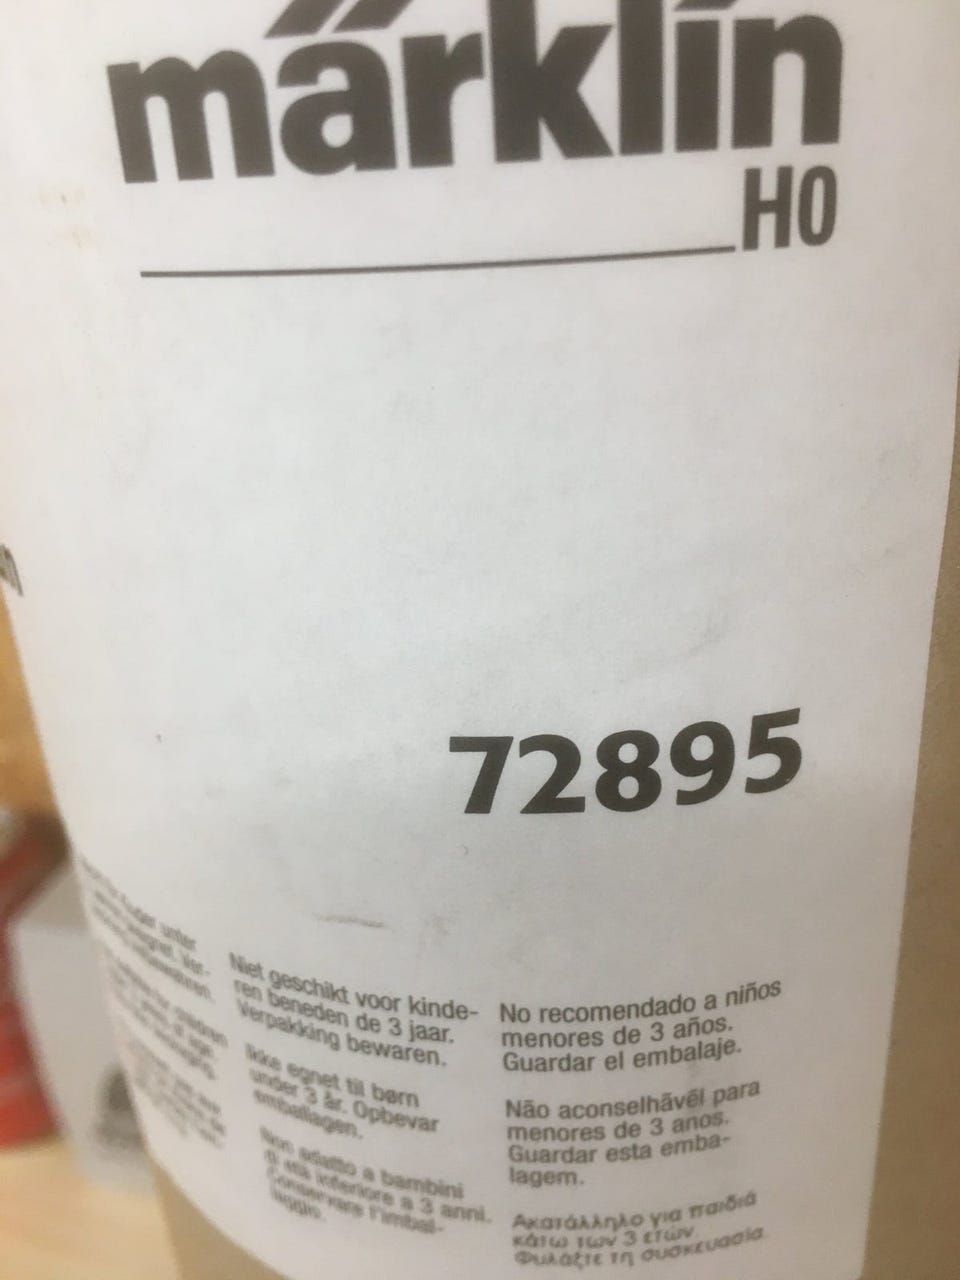 märklin
H0
72895
Niet geschikt voor kinde-
ren beneden de 3 jaar.
Verpakking bewaren.
Ikke egnet til børn
under 3 år. Opbevar
emballagen.
Non adatto a bambini
di età inferiore a 3 anni.
Conservare l'imbal-
laggio.
No recomendado a niños
menores de 3 años.
Guardar el embalaje.
Não aconselhãvêl para
menores de 3 anos.
Guardar esta emba-
lagem.
Ακατάλληλο για παιδιά
κάτω των 3 ετών.
Φυλάξτε τη συσκευασία.